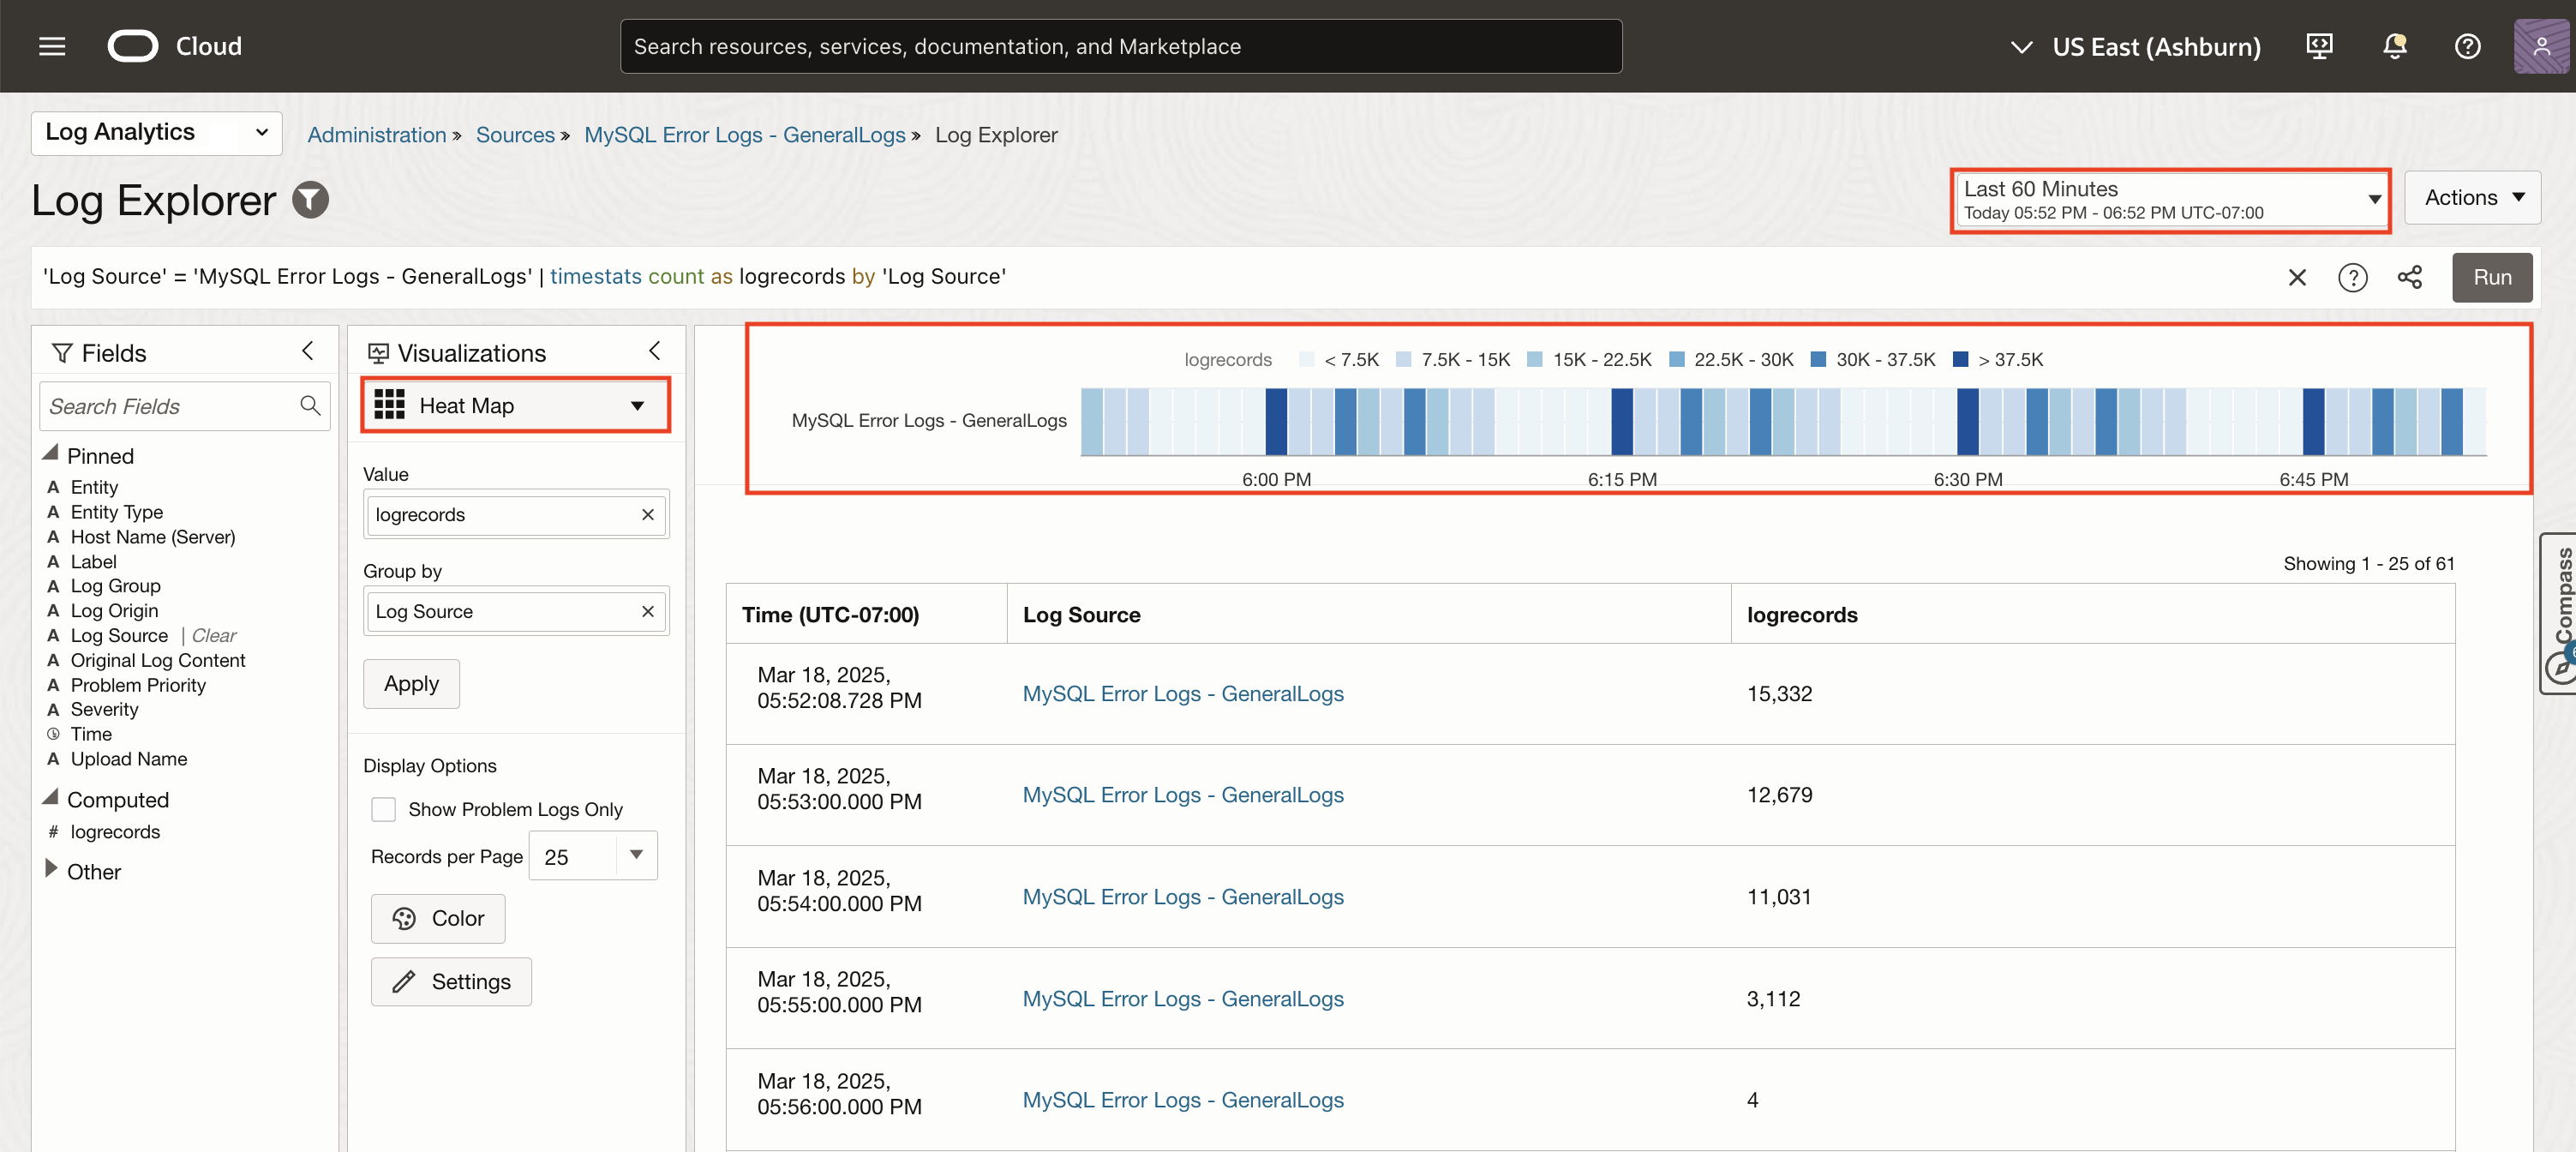 Cloud
Search resources, services, documentation, and Marketplace
US East (Ashburn)
Log Analytics
Administration » Sources » MySQL Error Logs - GeneralLogs » Log Explorer
Log Explorer
Last 60 Minutes
Today 05:52 PM - 06:52 PM UTC-07:00
Actions
'Log Source' = 'MySQL Error Logs - GeneralLogs' | timestats count as logrecords by 'Log Source'
Run
Fields
Search Fields
Pinned
A Entity
A Entity Type
A Host Name (Server)
A Label
A Log Group
A Log Origin
A Log Source | Clear
A Original Log Content
A Problem Priority
A Severity
Time
A Upload Name
Computed
# logrecords
Other
Visualizations
Heat Map
Value
logrecords
Group by
Log Source
Apply
Display Options
Show Problem Logs Only
Records per Page 25
Color
Settings
logrecords < 7.5K 7.5K - 15K 15K - 22.5K 22.5K - 30K 30K - 37.5K > 37.5K
MySQL Error Logs - GeneralLogs
6:00 PM 6:15 PM 6:30 PM 6:45 PM
Showing 1 - 25 of 61
Time (UTC-07:00) Log Source logrecords
Mar 18, 2025,
05:52:08.728 PM MySQL Error Logs - GeneralLogs 15,332
Mar 18, 2025,
05:53:00.000 PM MySQL Error Logs - GeneralLogs 12,679
Mar 18, 2025,
05:54:00.000 PM MySQL Error Logs - GeneralLogs 11,031
Mar 18, 2025,
05:55:00.000 PM MySQL Error Logs - GeneralLogs 3,112
Mar 18, 2025,
05:56:00.000 PM MySQL Error Logs - GeneralLogs 4
Compass